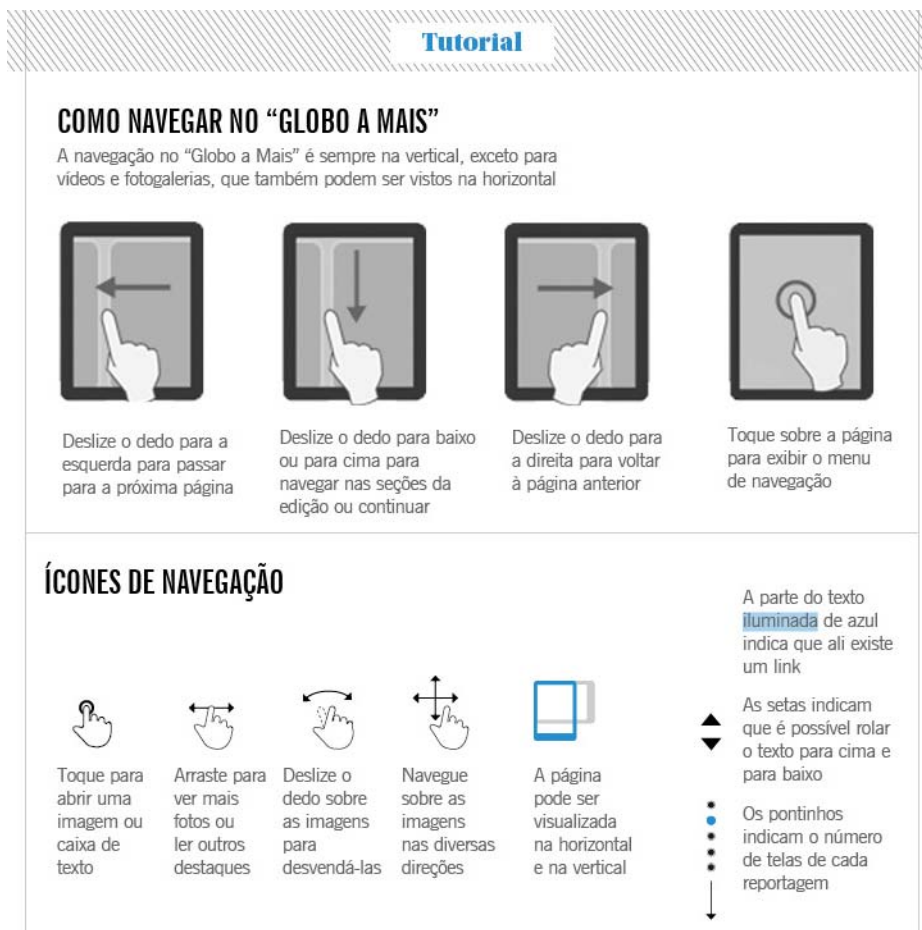 Tutorial
COMO NAVEGAR NO “GLOBO A MAIS”
A navegação no “Globo a Mais” é sempre na vertical, exceto para
vídeos e fotogalerias, que também podem ser vistos na horizontal
Deslize o dedo para a
esquerda para passar
para a próxima página
Deslize o dedo para baixo
ou para cima para
navegar nas seções da
edição ou continuar
Deslize o dedo para
a direita para voltar
à página anterior
Toque sobre a página
para exibir o menu
de navegação
ÍCONES DE NAVEGAÇÃO
Toque para
abrir uma
imagem ou
caixa de
texto
Arraste para
ver mais
fotos ou
ler outros
destaques
Deslize o
dedo sobre
as imagens
para
desvendá-las
Navegue
sobre as
imagens
nas diversas
direções
A página
pode ser
visualizada
na horizontal
e na vertical
A parte do texto
iluminada de azul
indica que ali existe
um link
As setas indicam
que é possível rolar
o texto para cima e
para baixo
Os pontinhos
indicam o número
de telas de cada
reportagem